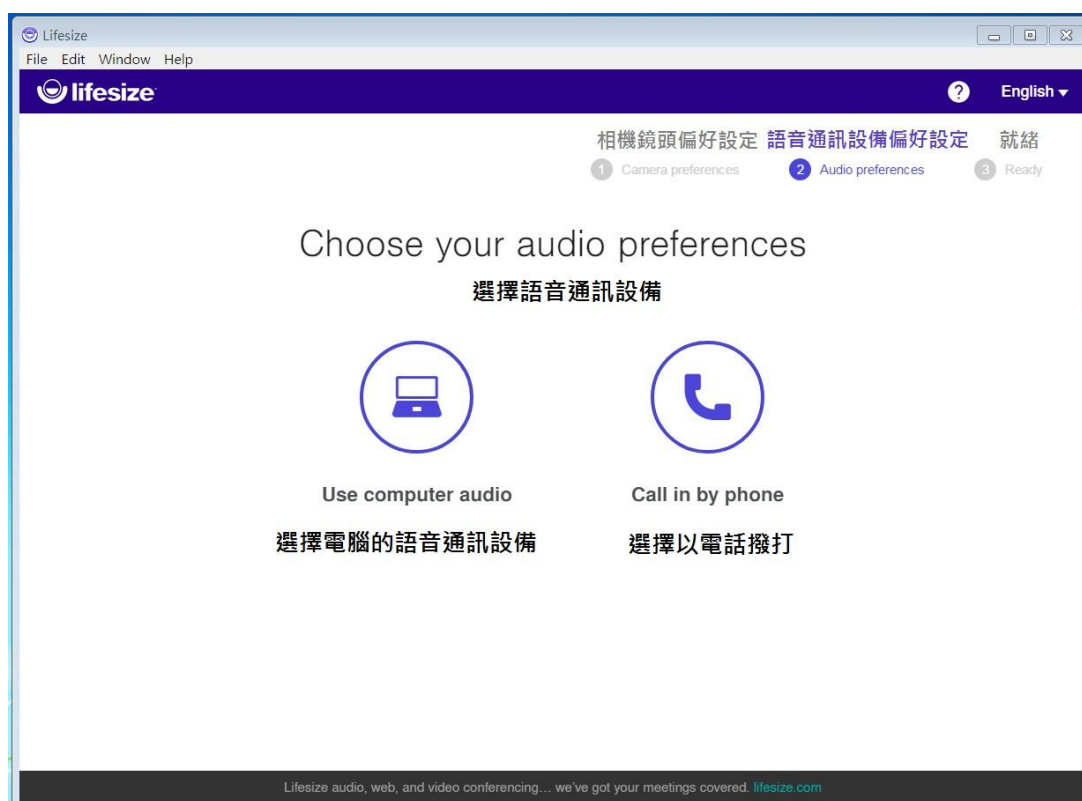 Lifesize
File Edit Window Help
lifesize
? English
相機鏡頭偏好設定 語音通訊設備偏好設定 就緒
1 Camera preferences 2 Audio preferences 3 Ready
Choose your audio preferences
選擇語音通訊設備
Use computer audio Call in by phone
選擇電腦的語音通訊設備 選擇以電話撥打
Lifesize audio, web, and video conferencing... we've got your meetings covered. lifesize.com